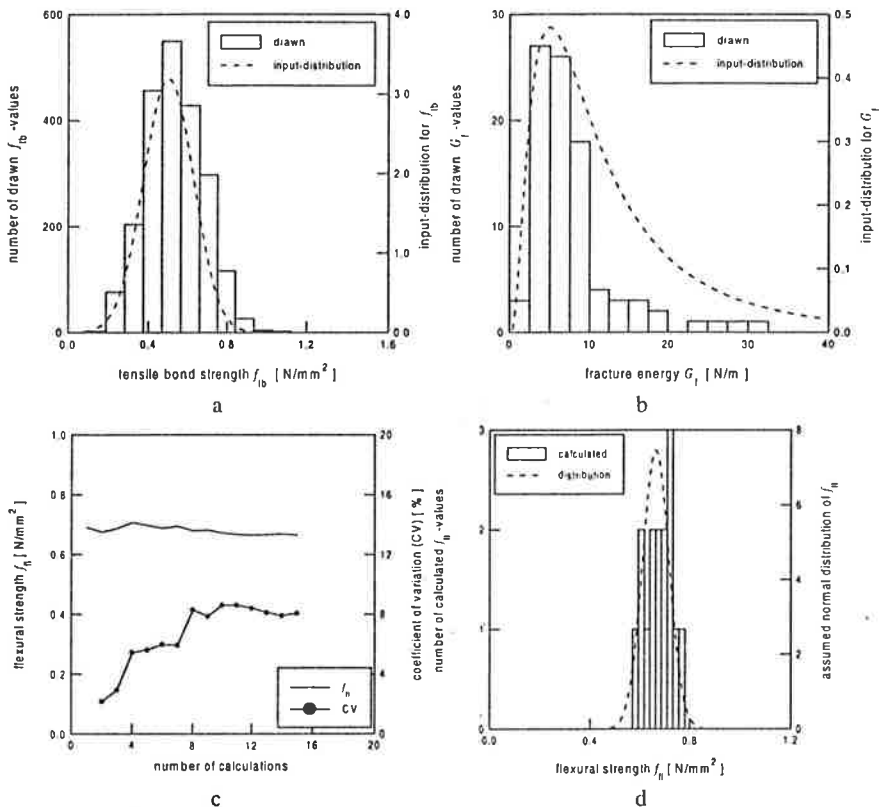 600
400
200
0
number of drawn f_tb -values
drawn
input-distribution
4.0
3.0
2.0
1.0
0.0
input-distribution for f_tb
0.0 0.4 0.8 1.2 1.6
tensile bond strength f_tb [ N/mm² ]
a
30
20
10
0
number of drawn G_f -values
drawn
input-distribution
0.5
0.4
0.3
0.2
0.1
0.0
input-distribution for G_f
0 10 20 30 40
fracture energy G_f [ N/m ]
b
1.0
0.8
0.6
0.4
0.2
0.0
flexural strength f_fl [ N/mm² ]
20
16
12
8
4
0
coefficient of variation (CV) [ % ]
f_fl
CV
0 4 8 12 16 20
number of calculations
c
3
2
1
0
number of calculated f_fl -values
calculated
distribution
8
6
4
2
0
assumed normal distribution of f_fl
0.0 0.4 0.8 1.2
flexural strength f_fl [ N/mm² ]
d